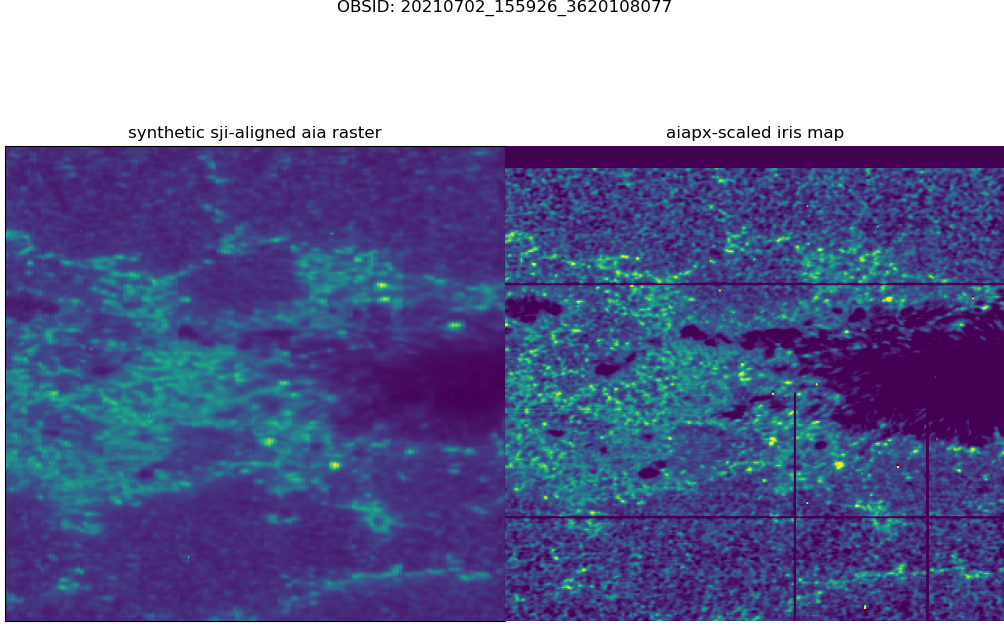 OBSID: 20210702_155926_3620108077
synthetic sji-aligned aia raster
aiapx-scaled iris map